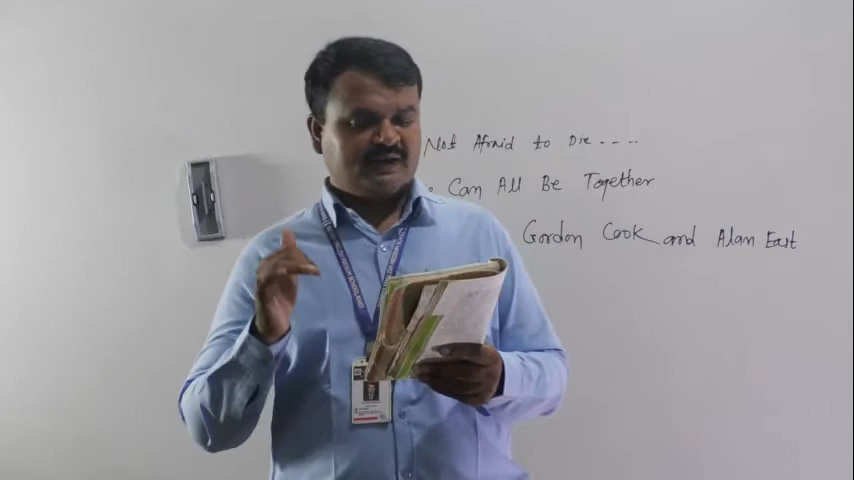 Not Afraid to Die----
Can All Be Together
Gordon Cook and Alan East